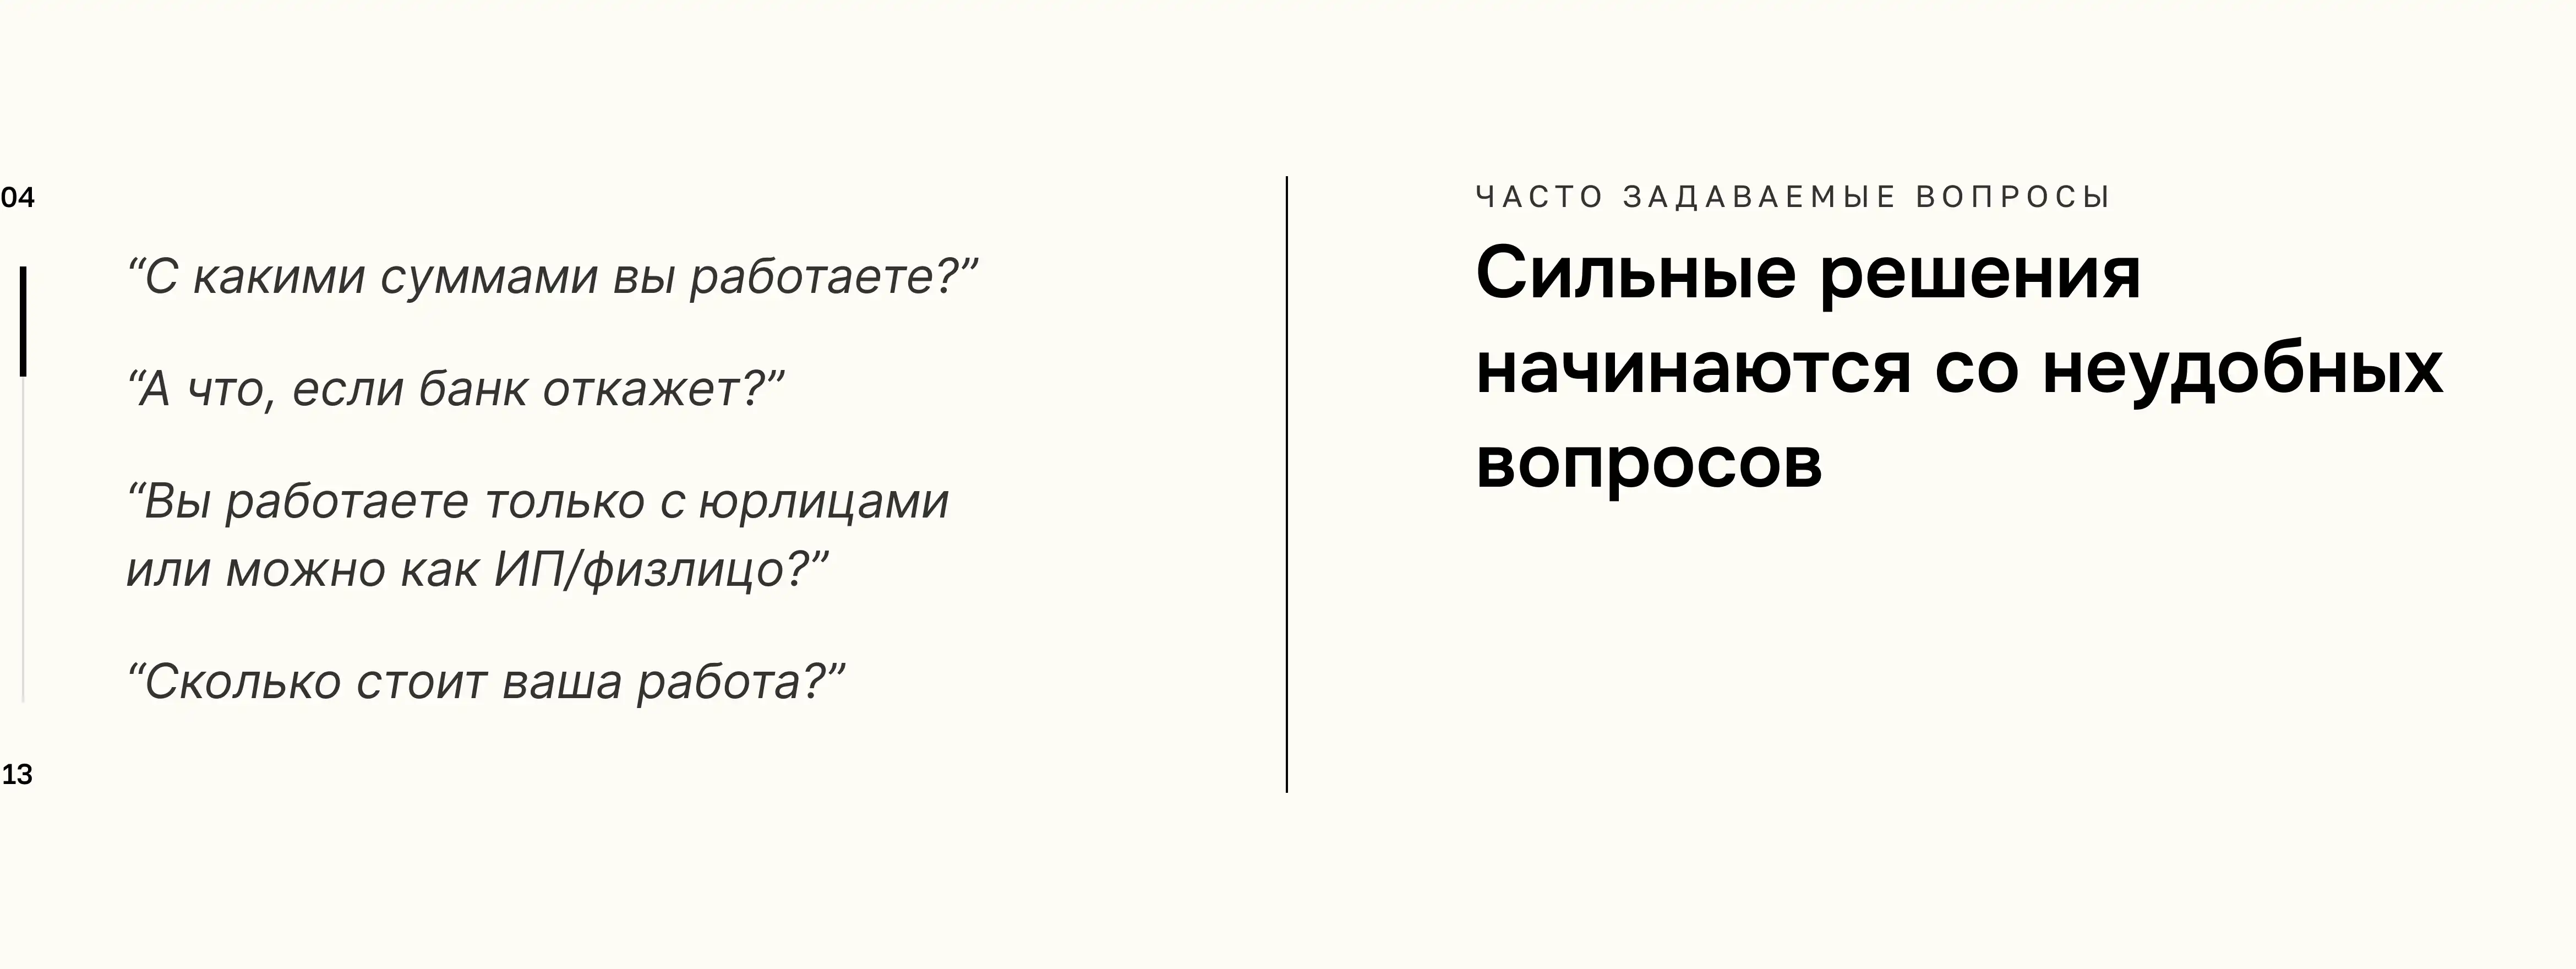 04
“С какими суммами вы работаете?”
“А что, если банк откажет?”
“Вы работаете только с юрлицами
или можно как ИП/физлицо?”
“Сколько стоит ваша работа?”
13
ЧАСТО ЗАДАВАЕМЫЕ ВОПРОСЫ
Сильные решения
начинаются со неудобных
вопросов